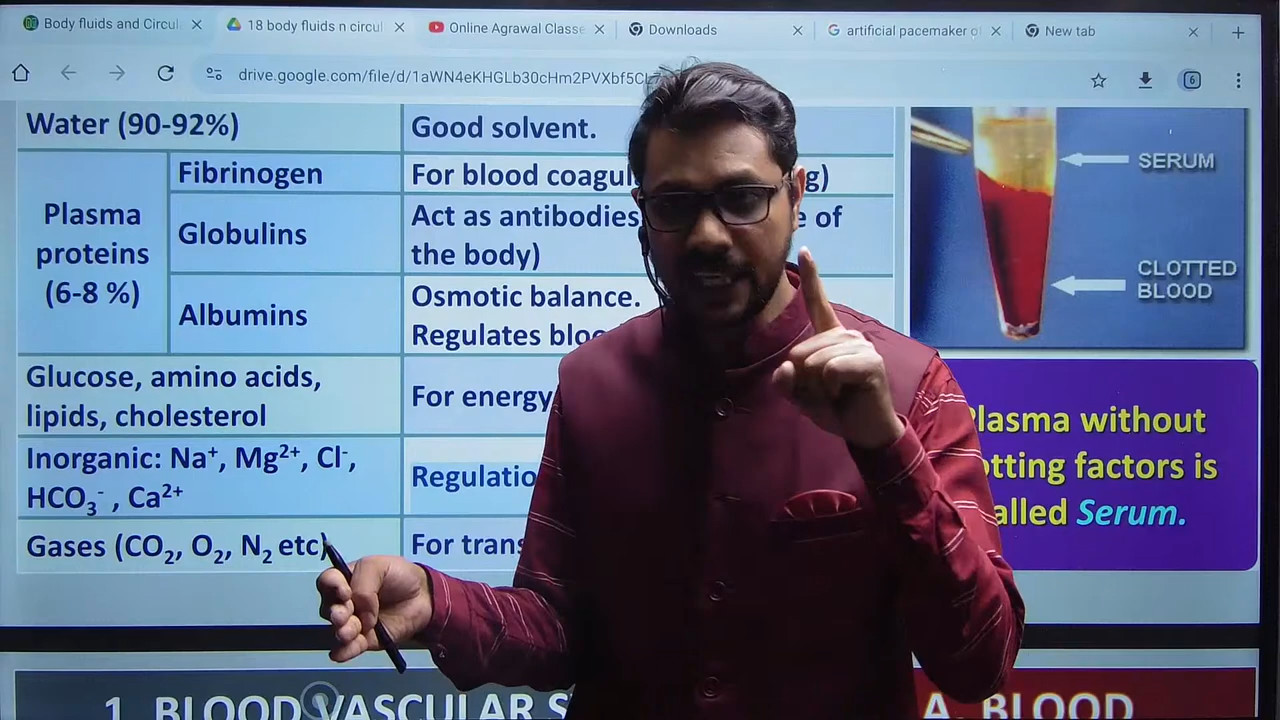 Body fluids and Circul
18 body fluids n circul
Online Agrawal Classe
Downloads
artificial pacemaker o
New tab
drive.google.com/file/d/1aWN4eKHGLb30cHm2PVXbf5CL
6
Water (90-92%)
Good solvent.
Plasma
proteins
(6-8 %)
Fibrinogen
For blood coagul g)
Globulins
Act as antibodies e of
the body)
Albumins
Osmotic balance.
Regulates bloo
Glucose, amino acids,
lipids, cholesterol
For energy
Inorganic: Na⁺, Mg²⁺, Cl⁻,
HCO₃⁻ , Ca²⁺
Regulatio
Gases (CO₂, O₂, N₂ etc)
For trans
SERUM
CLOTTED
BLOOD
Plasma without
otting factors is
alled Serum.
1. BLOOD VASCULAR S
A. BLOOD